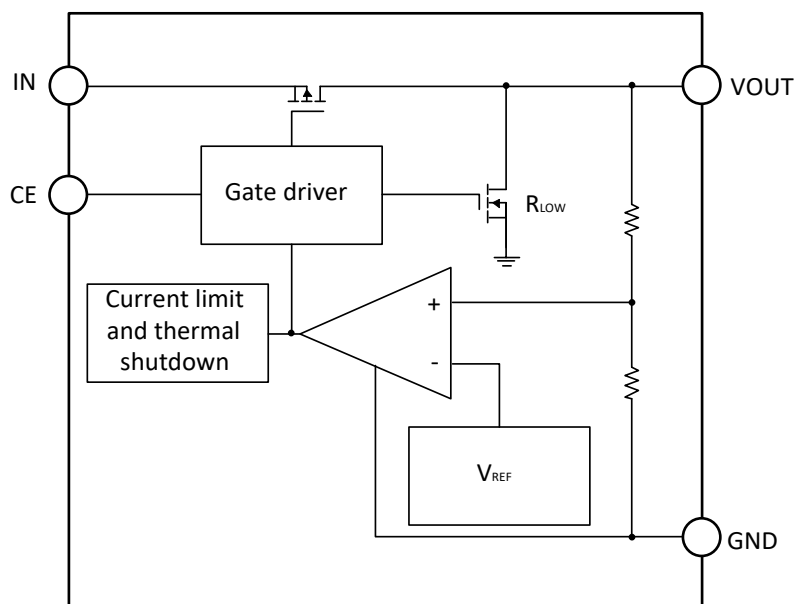 IN
VOUT
CE
Gate driver
RLOW
Current limit
and thermal
shutdown
+
-
VREF
GND